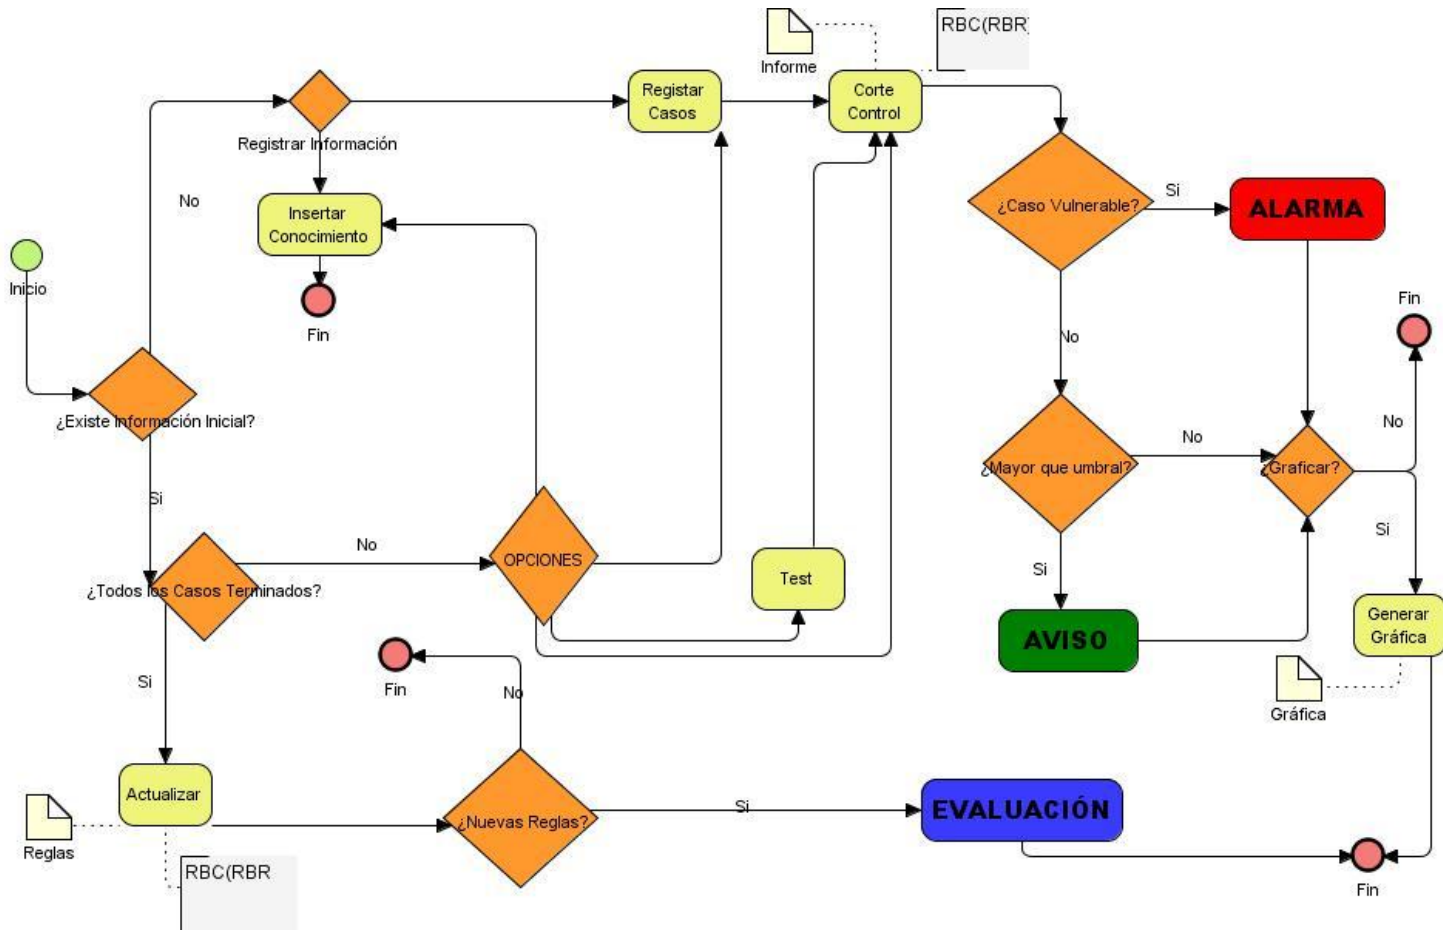 RBC(RBR)
Informe
Registar
Casos
Corte
Control
Registrar Información
No
Insertar
Conocimiento
¿Caso Vulnerable?
Si
ALARMA
Inicio
Fin
Fin
No
¿Existe Información Inicial?
No
No
¿Mayor que umbral?
¿Graficar?
Si
Si
No
OPCIONES
¿Todos los Casos Terminados?
Test
Si
Generar
Gráfica
AVISO
Si
Fin
No
Gráfica
Actualizar
Reglas
¿Nuevas Reglas?
Si
EVALUACIÓN
RBC(RBR
Fin